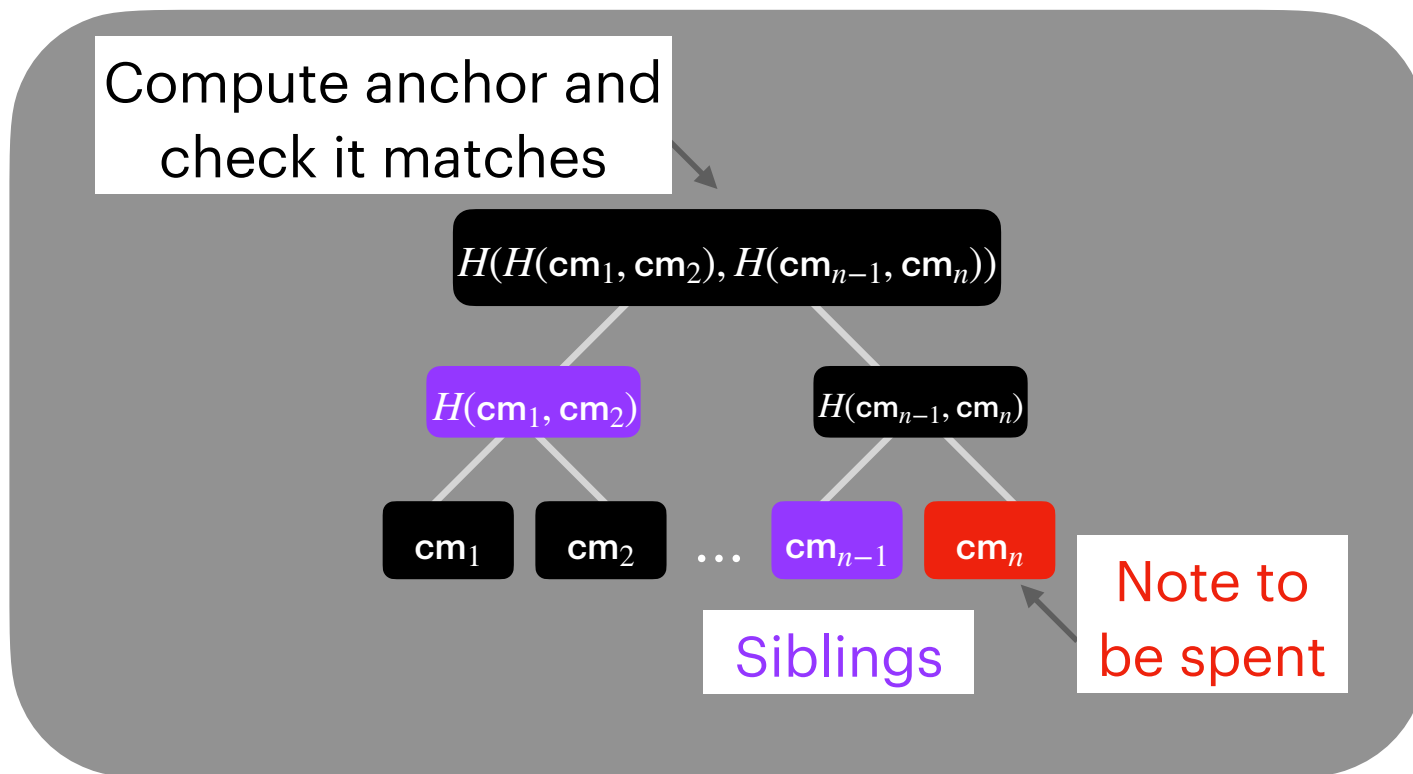 Compute anchor and
check it matches
H(H(cm₁, cm₂), H(cmₙ₋₁, cmₙ))
H(cm₁, cm₂)
H(cmₙ₋₁, cmₙ)
cm₁
cm₂
...
cmₙ₋₁
cmₙ
Siblings
Note to
be spent